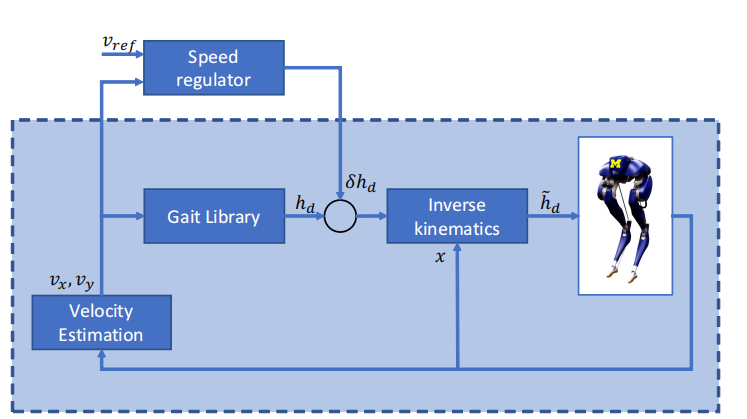 v_ref
Speed
regulator
δh_d
h_d
Gait Library
Inverse
kinematics
h̃_d
M
x
v_x, v_y
Velocity
Estimation